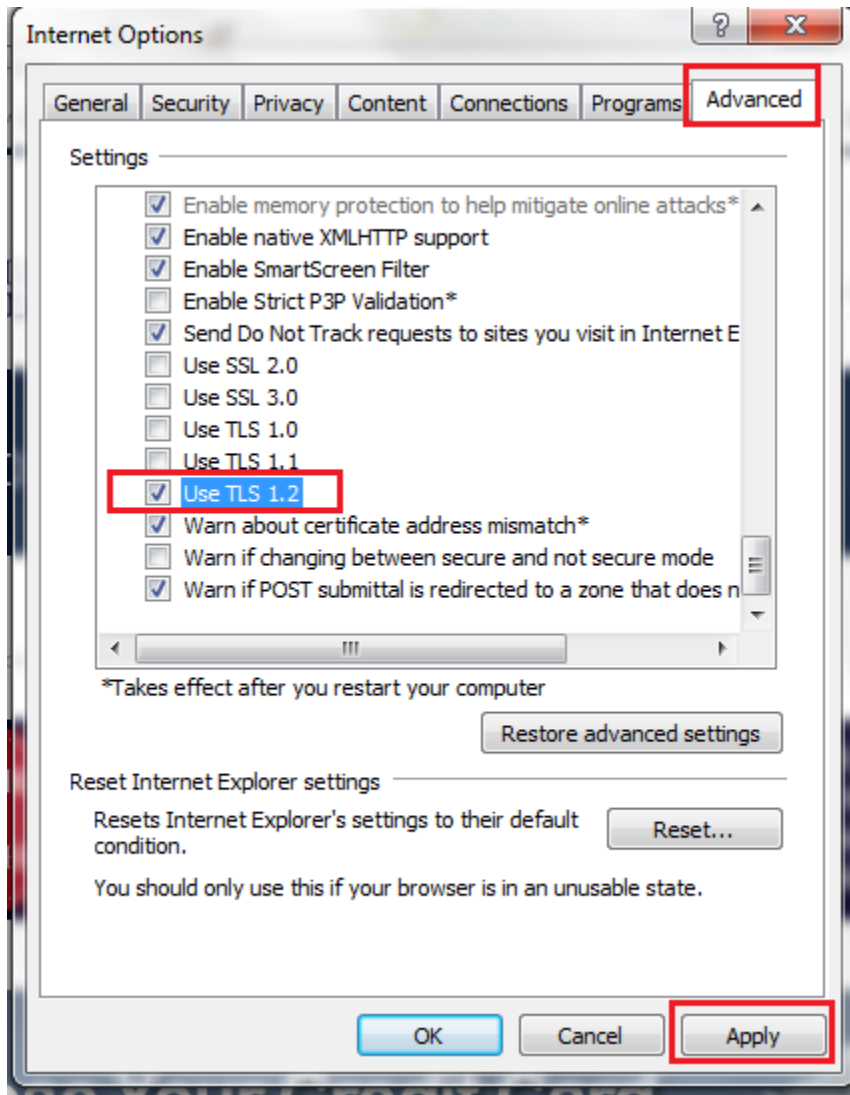 Internet Options
General Security Privacy Content Connections Programs Advanced
Settings
Enable memory protection to help mitigate online attacks*
Enable native XMLHTTP support
Enable SmartScreen Filter
Enable Strict P3P Validation*
Send Do Not Track requests to sites you visit in Internet E
Use SSL 2.0
Use SSL 3.0
Use TLS 1.0
Use TLS 1.1
Use TLS 1.2
Warn about certificate address mismatch*
Warn if changing between secure and not secure mode
Warn if POST submittal is redirected to a zone that does n
*Takes effect after you restart your computer
Restore advanced settings
Reset Internet Explorer settings
Resets Internet Explorer's settings to their default
condition.
Reset...
You should only use this if your browser is in an unusable state.
OK Cancel Apply
Your Credit Card